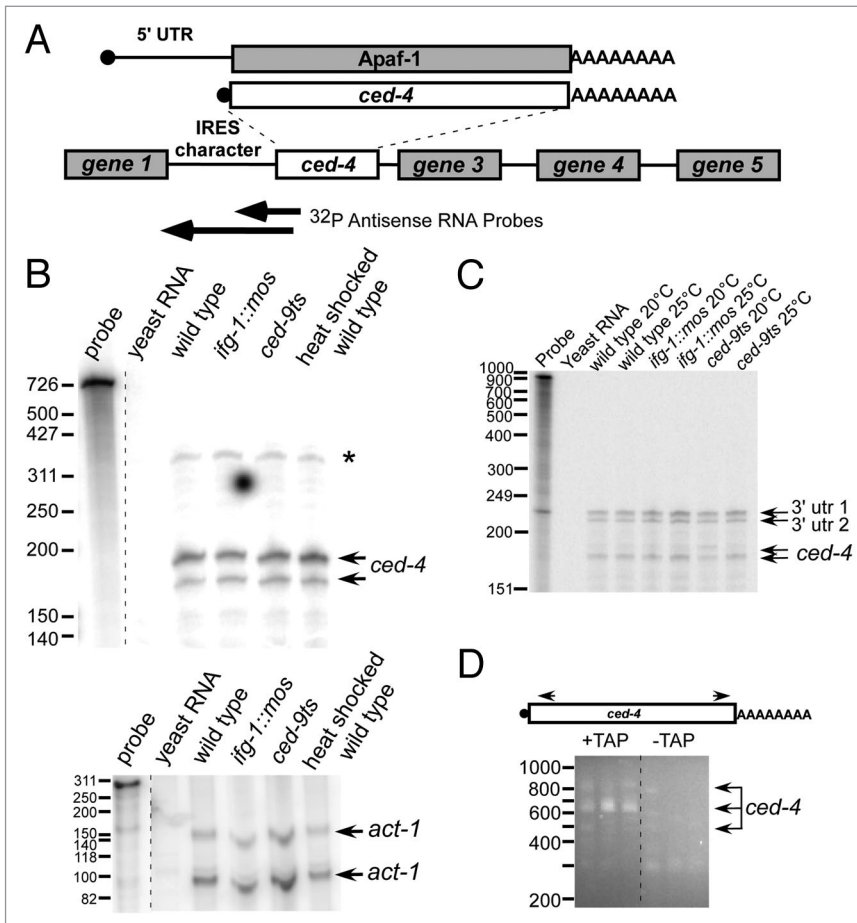 A
5' UTR
Apaf-1
AAAAAAAA
ced-4
AAAAAAAA
IRES
character
gene 1
ced-4
gene 3
gene 4
gene 5
32P Antisense RNA Probes
B
probe
yeast RNA
wild type
ifg-1::mos
ced-9ts
heat shocked
wild type
726
500
427
311
250
200
150
140
*
ced-4
probe
yeast RNA
wild type
ifg-1::mos
ced-9ts
heat shocked
wild type
311
250
200
150
140
118
100
82
act-1
act-1
C
Probe
Yeast RNA
wild type 20°C
wild type 25°C
ifg-1::mos 20°C
ifg-1::mos 25°C
ced-9ts 20°C
ced-9ts 25°C
1000
900
700
600
500
400
300
249
200
151
3' utr 1
3' utr 2
ced-4
D
ced-4
AAAAAAAA
+TAP
-TAP
1000
800
600
400
200
ced-4